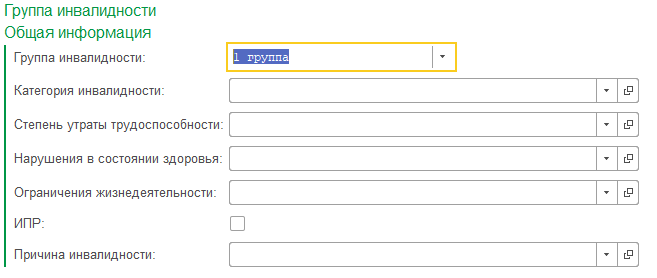 Группа инвалидности
Общая информация
Группа инвалидности: 1 группа
Категория инвалидности:
Степень утраты трудоспособности:
Нарушения в состоянии здоровья:
Ограничения жизнедеятельности:
ИПР:
Причина инвалидности: